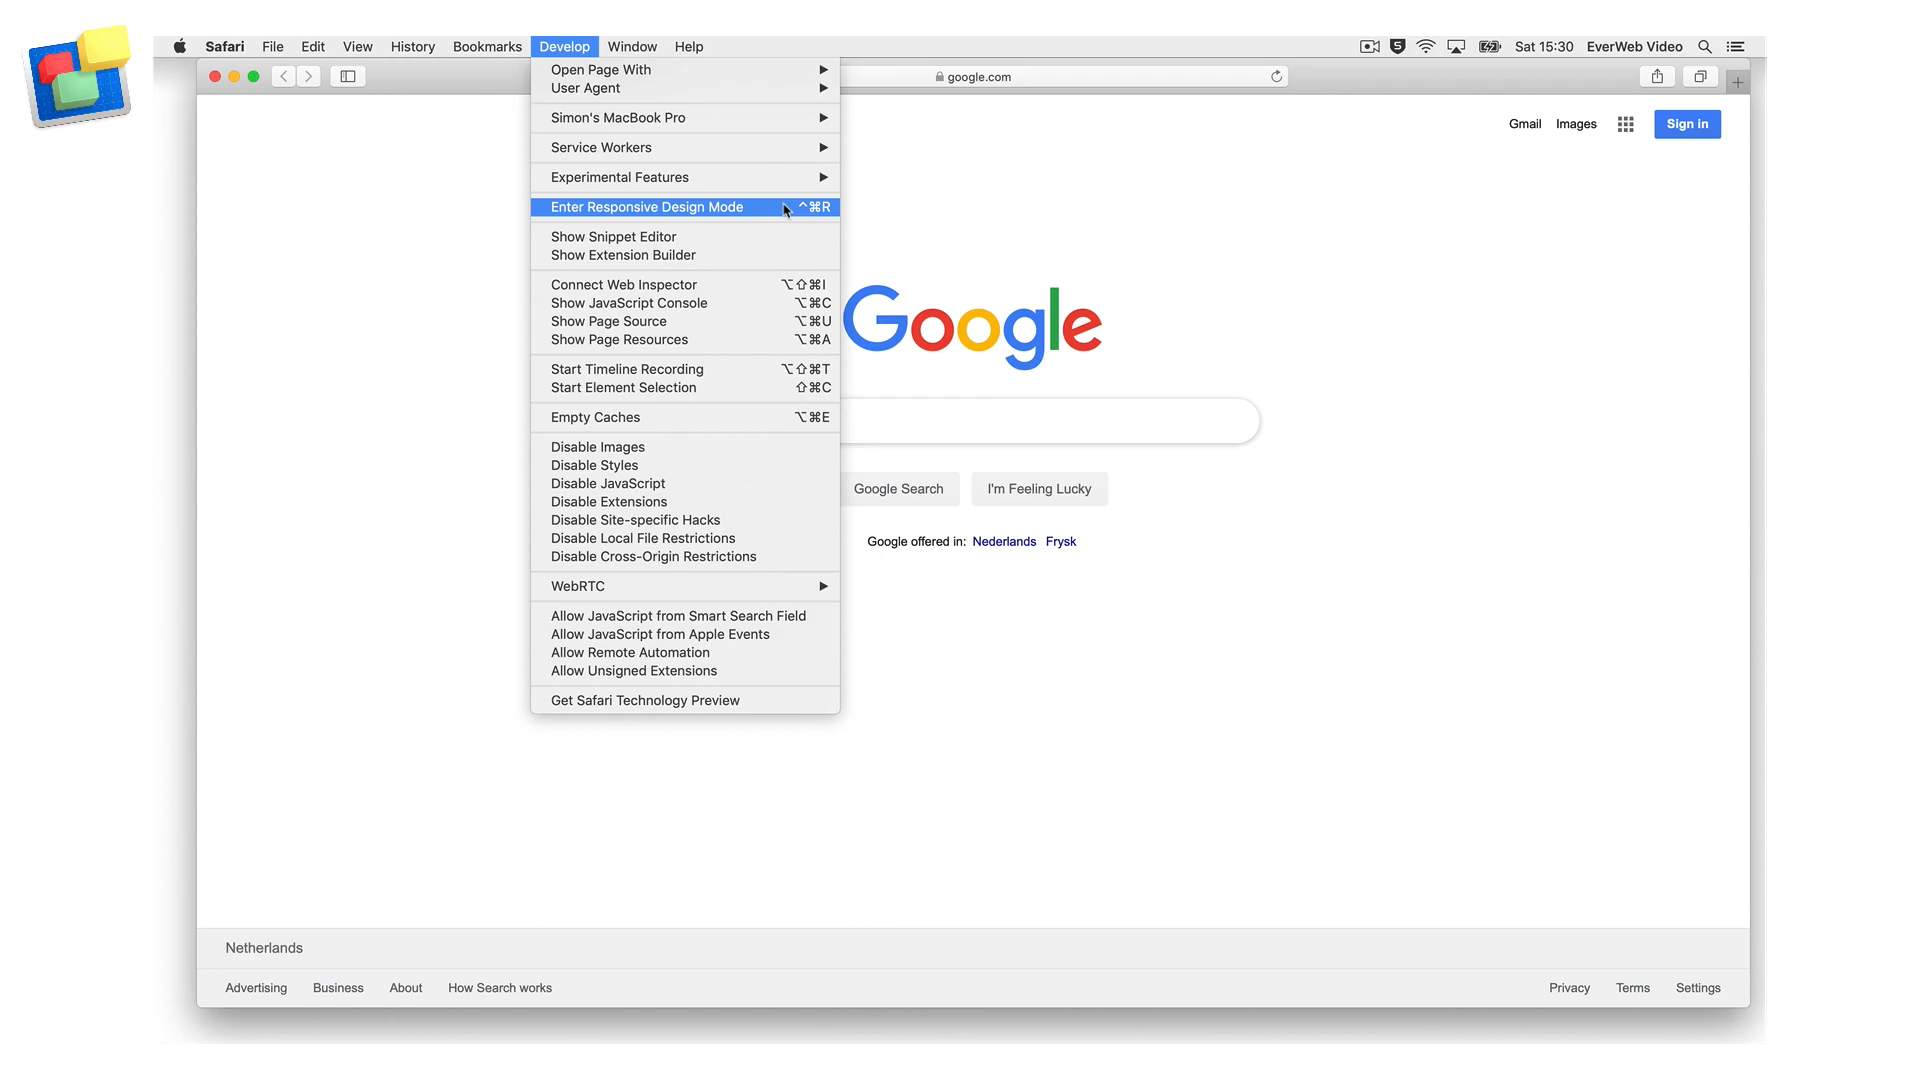 Safari File Edit View History Bookmarks Develop Window Help Sat 15:30 EverWeb Video
google.com
Open Page With
User Agent
Simon's MacBook Pro
Service Workers
Experimental Features
Enter Responsive Design Mode ^⌘R
Show Snippet Editor
Show Extension Builder
Connect Web Inspector ⌥⇧⌘I
Show JavaScript Console ⌥⌘C
Show Page Source ⌥⌘U
Show Page Resources ⌥⌘A
Start Timeline Recording ⌥⇧⌘T
Start Element Selection ⇧⌘C
Empty Caches ⌥⌘E
Disable Images
Disable Styles
Disable JavaScript
Disable Extensions
Disable Site-specific Hacks
Disable Local File Restrictions
Disable Cross-Origin Restrictions
WebRTC
Allow JavaScript from Smart Search Field
Allow JavaScript from Apple Events
Allow Remote Automation
Allow Unsigned Extensions
Get Safari Technology Preview
Gmail Images Sign in
Google
Google Search I'm Feeling Lucky
Google offered in: Nederlands Frysk
Netherlands
Advertising Business About How Search works Privacy Terms Settings